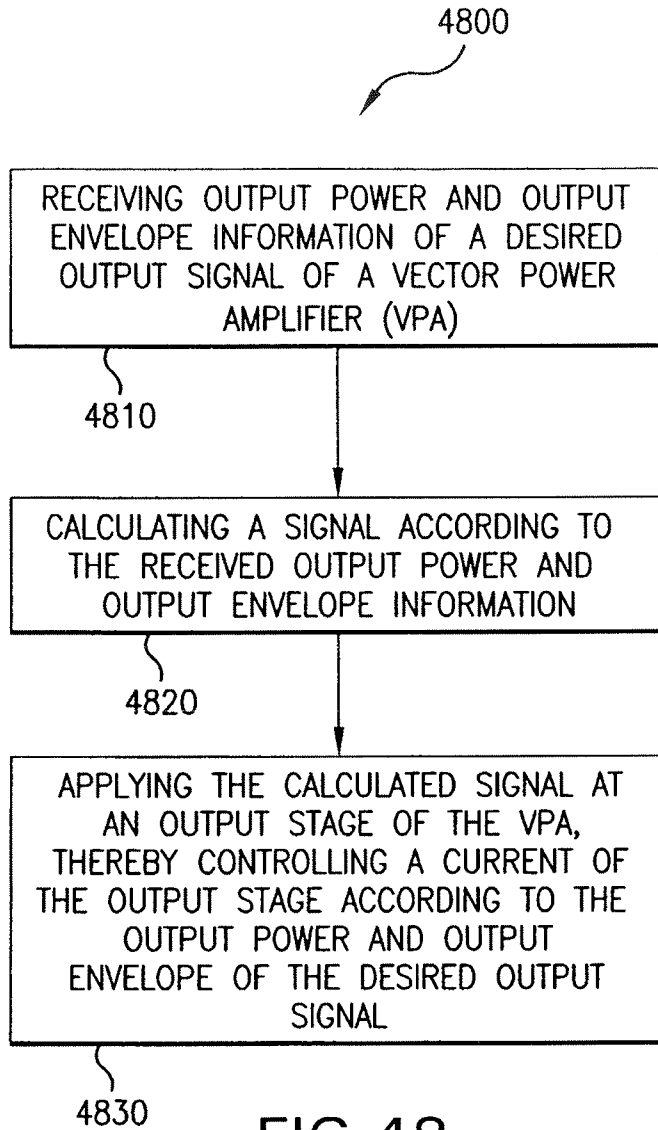 4800
RECEIVING OUTPUT POWER AND OUTPUT
ENVELOPE INFORMATION OF A DESIRED
OUTPUT SIGNAL OF A VECTOR POWER
AMPLIFIER (VPA)
4810
CALCULATING A SIGNAL ACCORDING TO
THE RECEIVED OUTPUT POWER AND
OUTPUT ENVELOPE INFORMATION
4820
APPLYING THE CALCULATED SIGNAL AT
AN OUTPUT STAGE OF THE VPA,
THEREBY CONTROLLING A CURRENT OF
THE OUTPUT STAGE ACCORDING TO THE
OUTPUT POWER AND OUTPUT
ENVELOPE OF THE DESIRED OUTPUT
SIGNAL
4830
FIG.48